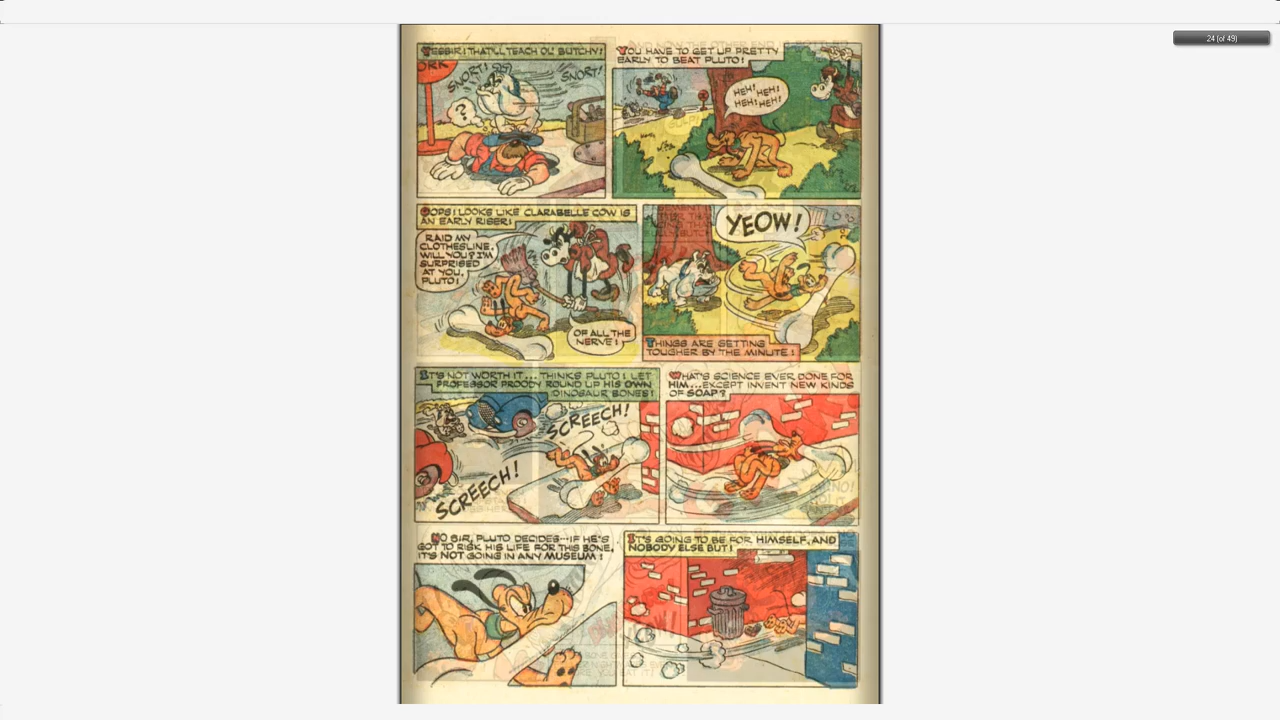 24 (of 49)
YESSIR! THAT'LL TEACH OL' BUTCHY!
ORK
SNORT!
SNORT!
??
YOU HAVE TO GET UP PRETTY
EARLY TO BEAT PLUTO!
HEH! HEH!
HEH! HEH!
OOPS! LOOKS LIKE CLARABELLE COW IS
AN EARLY RISER!
RAID MY
CLOTHESLINE,
WILL YOU? I'M
SURPRISED
AT YOU,
PLUTO!
OF ALL THE
NERVE!
YEOW!
THINGS ARE GETTING
TOUGHER BY THE MINUTE!
IT'S NOT WORTH IT... THINKS PLUTO! LET
PROFESSOR PROODY ROUND UP HIS OWN
DINOSAUR BONES!
SCREECH!
SCREECH!
WHAT'S SCIENCE EVER DONE FOR
HIM...EXCEPT INVENT NEW KINDS
OF SOAP?
NO SIR, PLUTO DECIDES...IF HE'S
GOT TO RISK HIS LIFE FOR THIS BONE,
IT'S NOT GOING IN ANY MUSEUM!
IT'S GOING TO BE FOR HIMSELF, AND
NOBODY ELSE BUT!